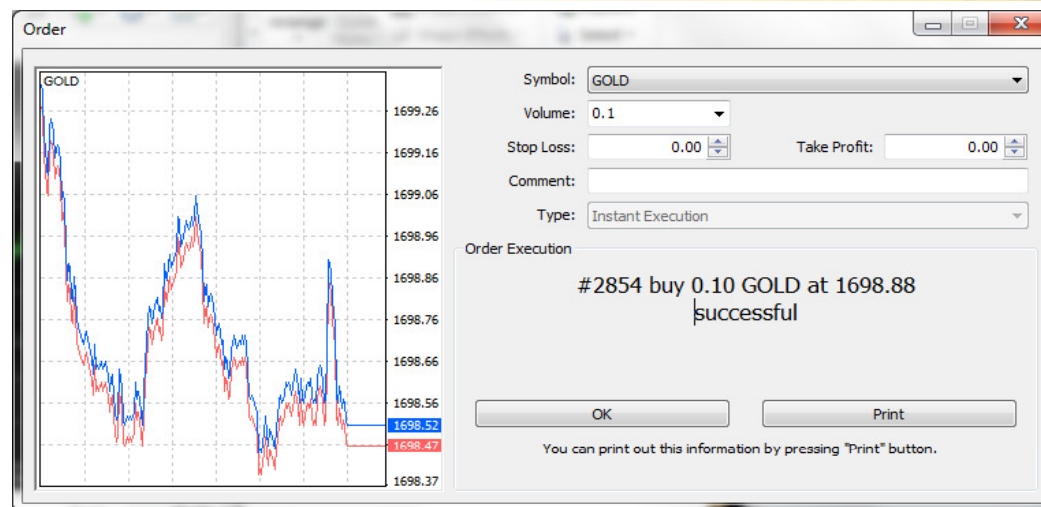 Order
GOLD
1699.26
1699.16
1699.06
1698.96
1698.86
1698.76
1698.66
1698.56
1698.52
1698.47
1698.37
Symbol: GOLD
Volume: 0.1
Stop Loss: 0.00 Take Profit: 0.00
Comment:
Type: Instant Execution
Order Execution
#2854 buy 0.10 GOLD at 1698.88
successful
OK Print
You can print out this information by pressing "Print" button.